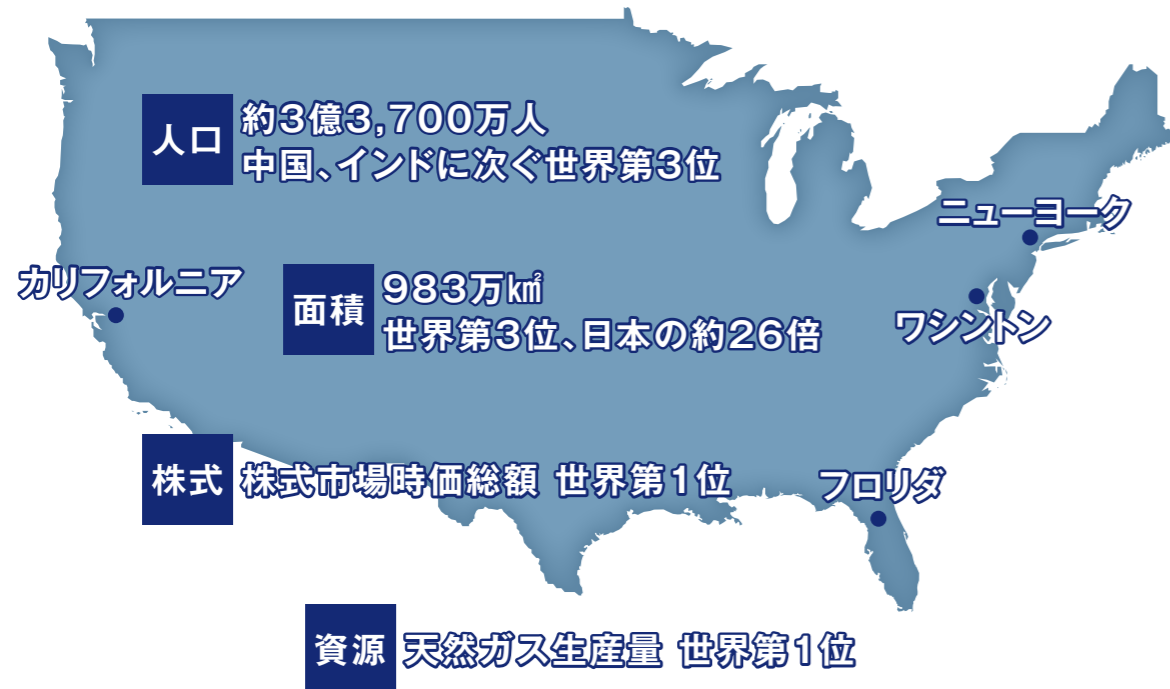 人口
約3億3,700万人
中国、インドに次ぐ世界第3位
ニューヨーク
カリフォルニア
面積
983万㎢
世界第3位、日本の約26倍
ワシントン
株式
株式市場時価総額 世界第1位
フロリダ
資源
天然ガス生産量 世界第1位